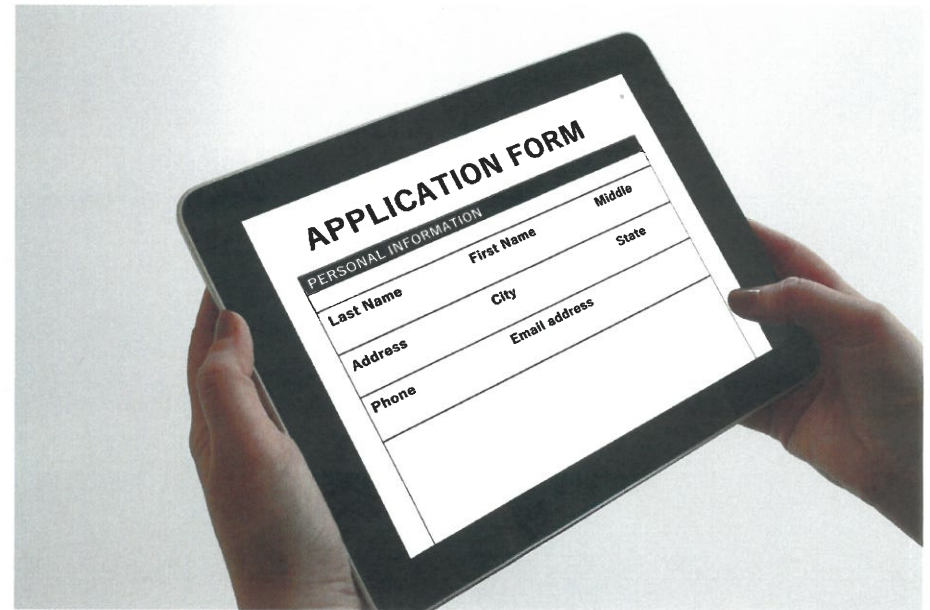 APPLICATION FORM
PERSONAL INFORMATION
Last Name First Name Middle
Address City State
Phone Email address